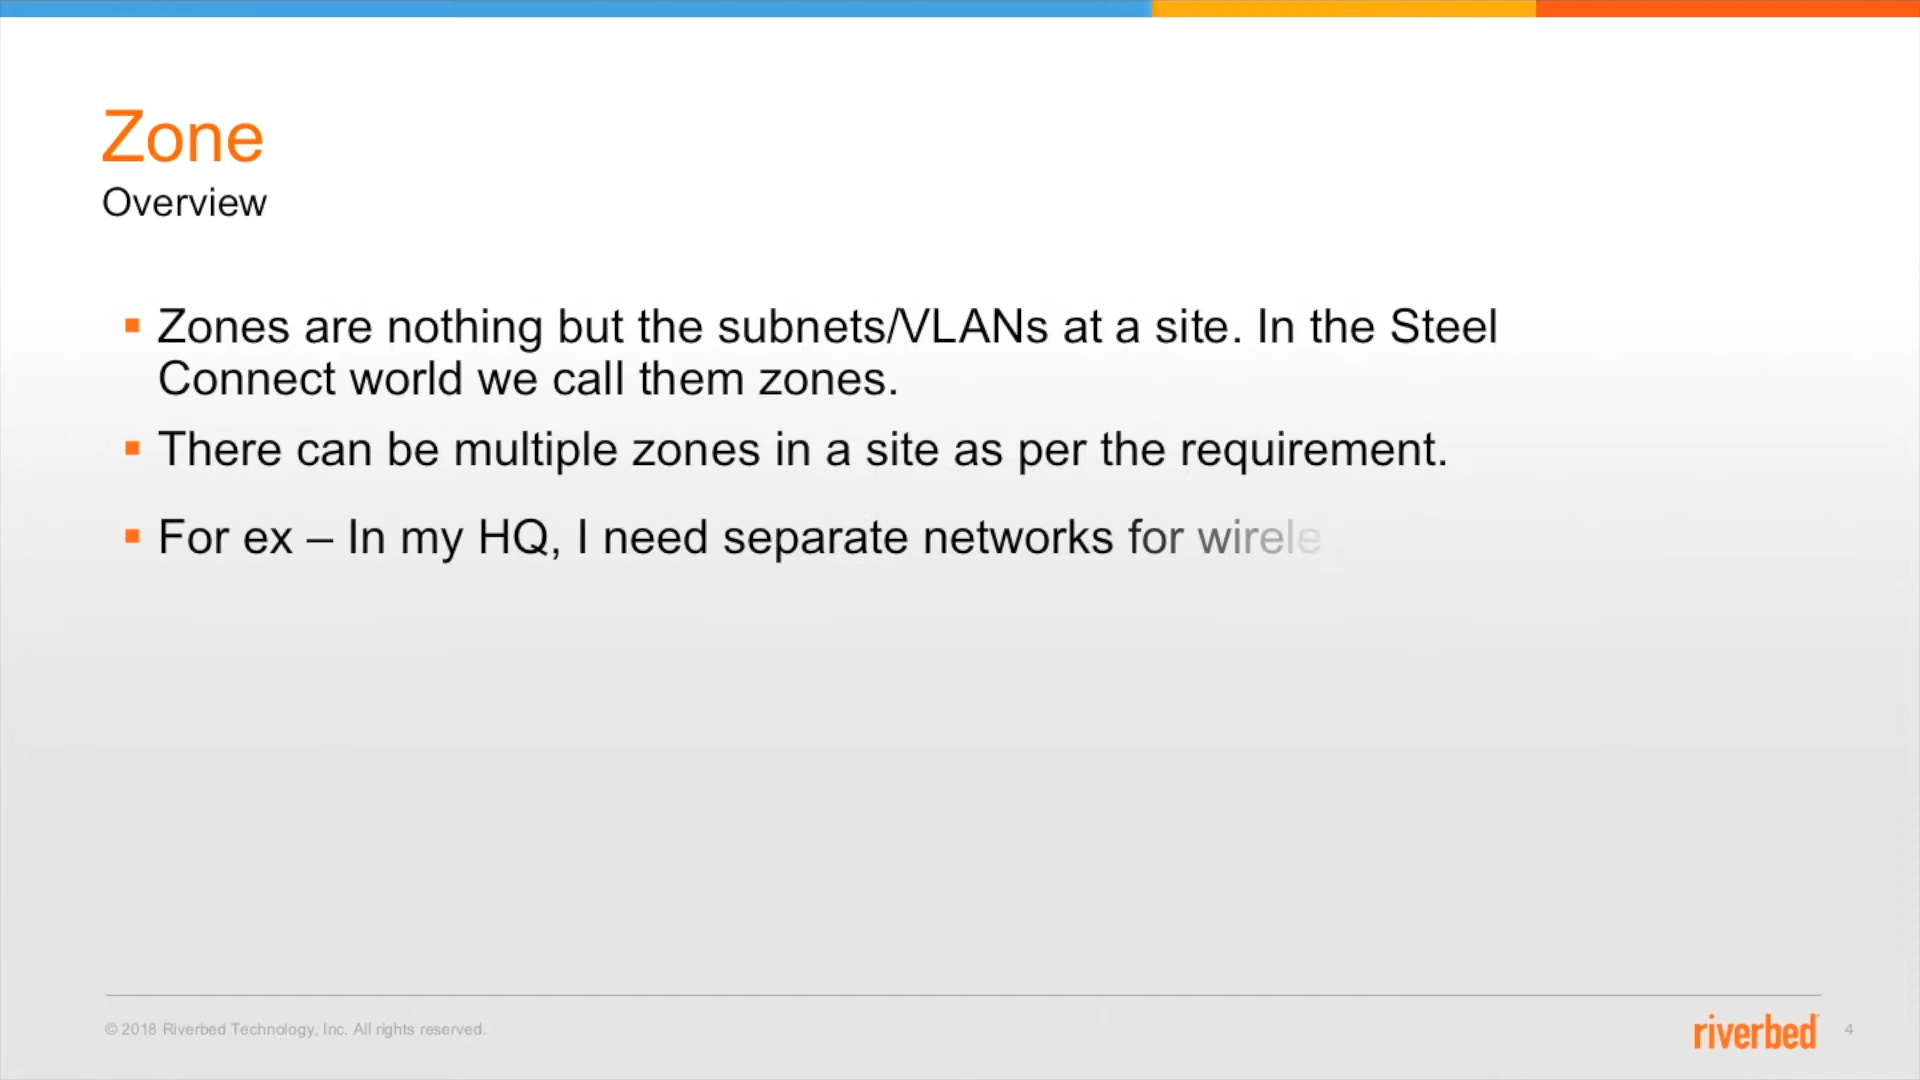 Zone
Overview
▪ Zones are nothing but the subnets/VLANs at a site. In the Steel
Connect world we call them zones.
▪ There can be multiple zones in a site as per the requirement.
▪ For ex – In my HQ, I need separate networks for wirele
© 2018 Riverbed Technology, Inc. All rights reserved.
riverbed
4